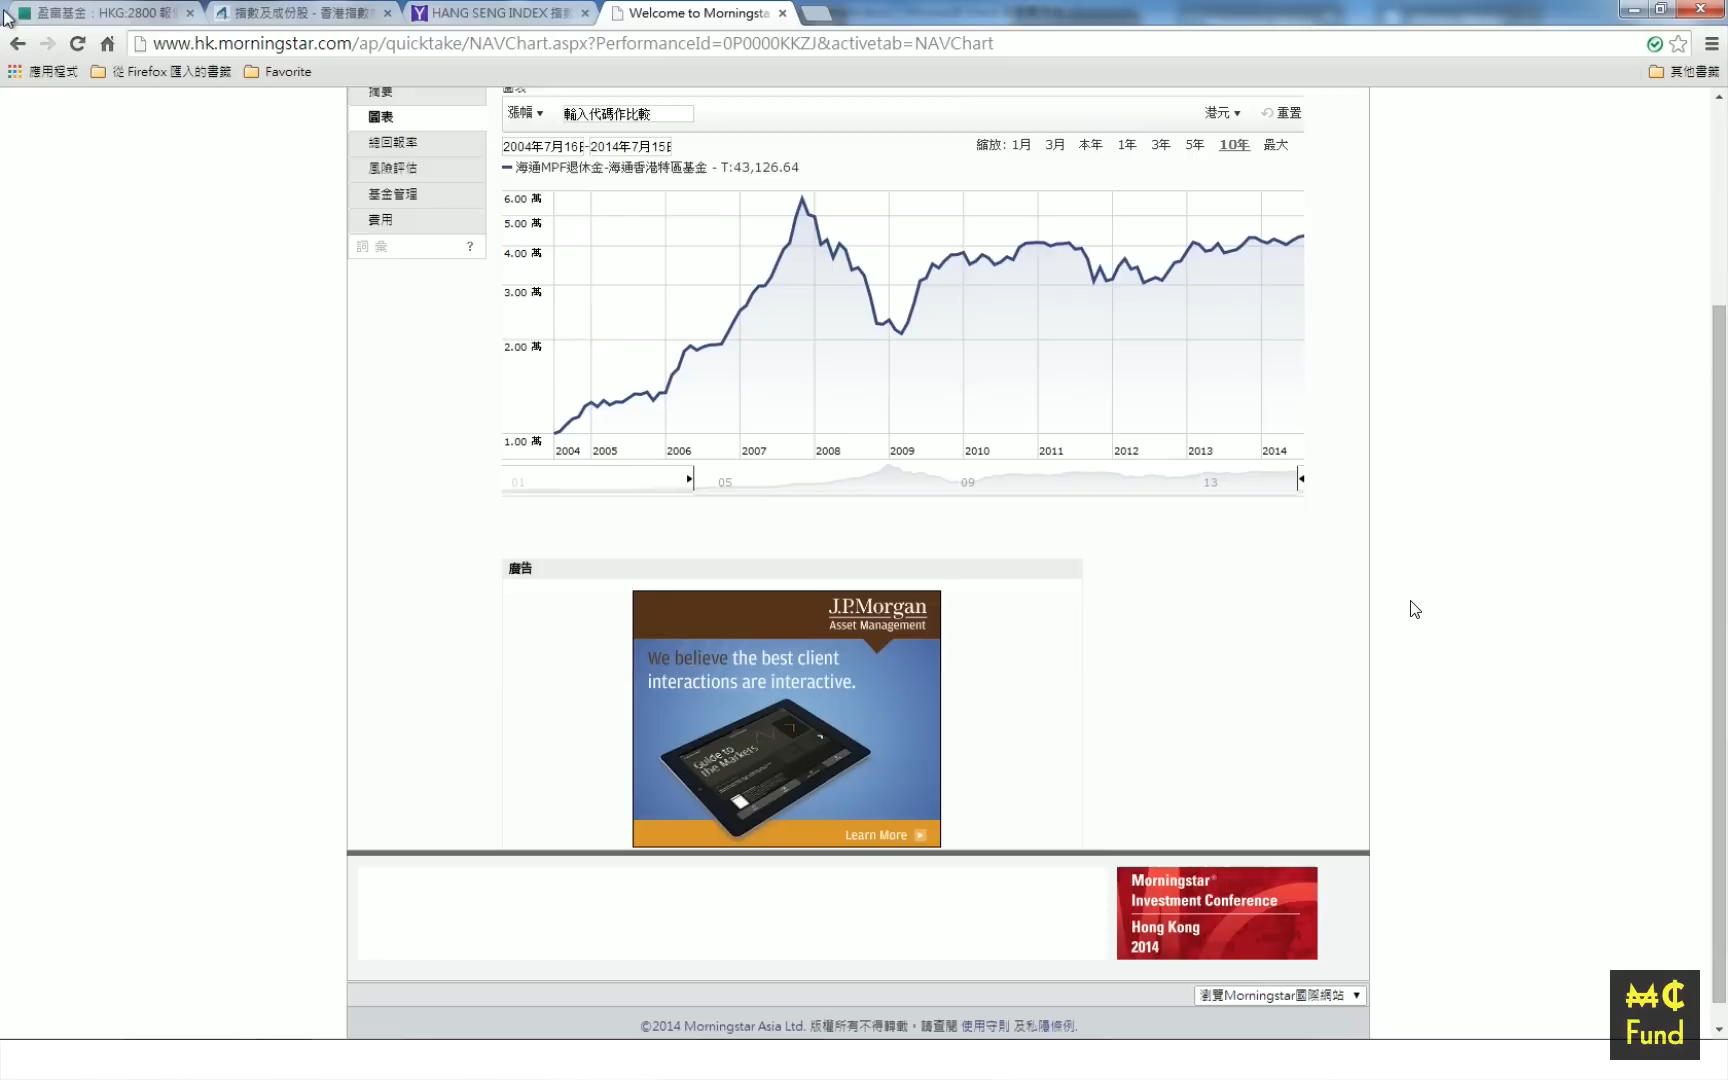 盈富基金：HKG:2800 報
指數及成份股 - 香港指數
HANG SENG INDEX 指
Welcome to Morningsta
www.hk.morningstar.com/ap/quicktake/NAVChart.aspx?PerformanceId=0P0000KKZJ&activetab=NAVChart
應用程式
從 Firefox 匯入的書籤
Favorite
其他書籤
摘要
圖表
總回報率
風險評估
基金管理
費用
詞 彙 ?
圖表
漲幅
輸入代碼作比較
港元
重置
2004年7月16日-2014年7月15日
縮放: 1月 3月 本年 1年 3年 5年 10年 最大
海通MPF退休金-海通香港特區基金 - T:43,126.64
6.00 萬
5.00 萬
4.00 萬
3.00 萬
2.00 萬
1.00 萬
2004 2005 2006 2007 2008 2009 2010 2011 2012 2013 2014
01 05 09 13
廣告
J.P.Morgan
Asset Management
We believe the best client
interactions are interactive.
Guide to
the Markets
Learn More
Morningstar®
Investment Conference
Hong Kong
2014
瀏覽Morningstar國際網站
©2014 Morningstar Asia Ltd. 版權所有不得轉載。請查閱 使用守則 及私隱條例.
M¢
Fund